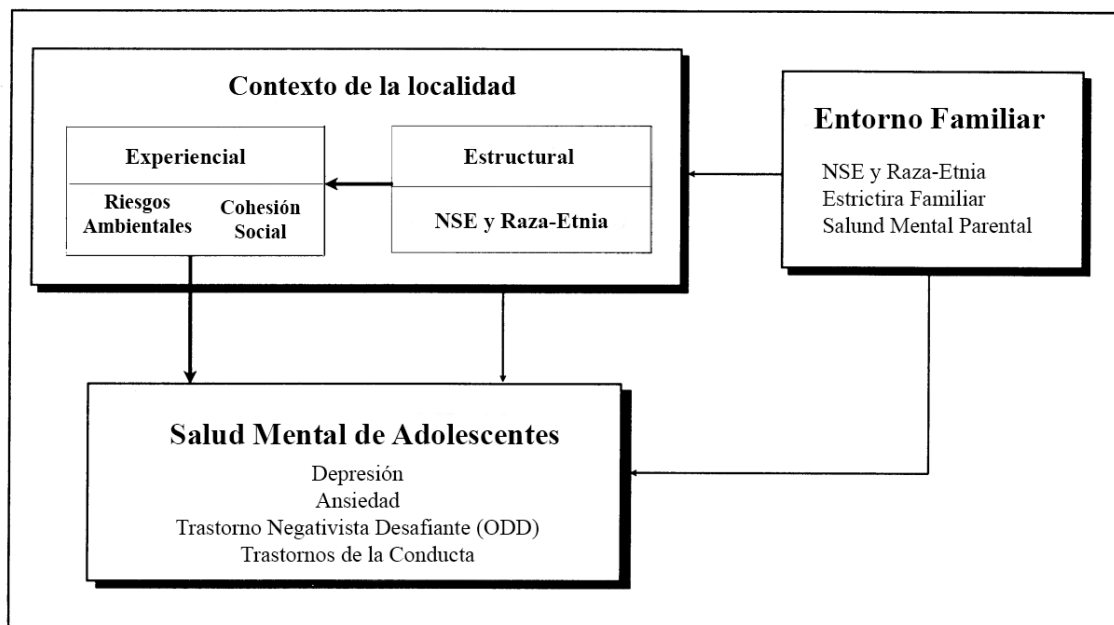 Contexto de la localidad
Experiencial
Riesgos
Ambientales
Cohesión
Social
Estructural
NSE y Raza-Etnia
Entorno Familiar
NSE y Raza-Etnia
Estrictira Familiar
Salund Mental Parental
Salud Mental de Adolescentes
Depresión
Ansiedad
Trastorno Negativista Desafiante (ODD)
Trastornos de la Conducta